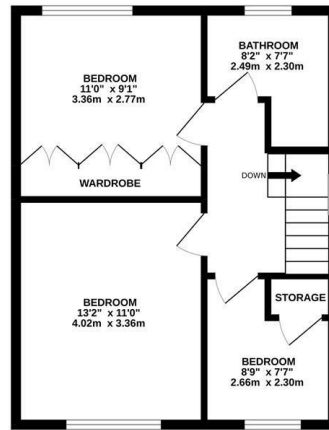 BEDROOM
11'0" x 9'1"
3.36m x 2.77m
BATHROOM
8'2" x 7'7"
2.49m x 2.30m
WARDROBE
DOWN
BEDROOM
13'2" x 11'0"
4.02m x 3.36m
STORAGE
BEDROOM
8'9" x 7'7"
2.66m x 2.30m